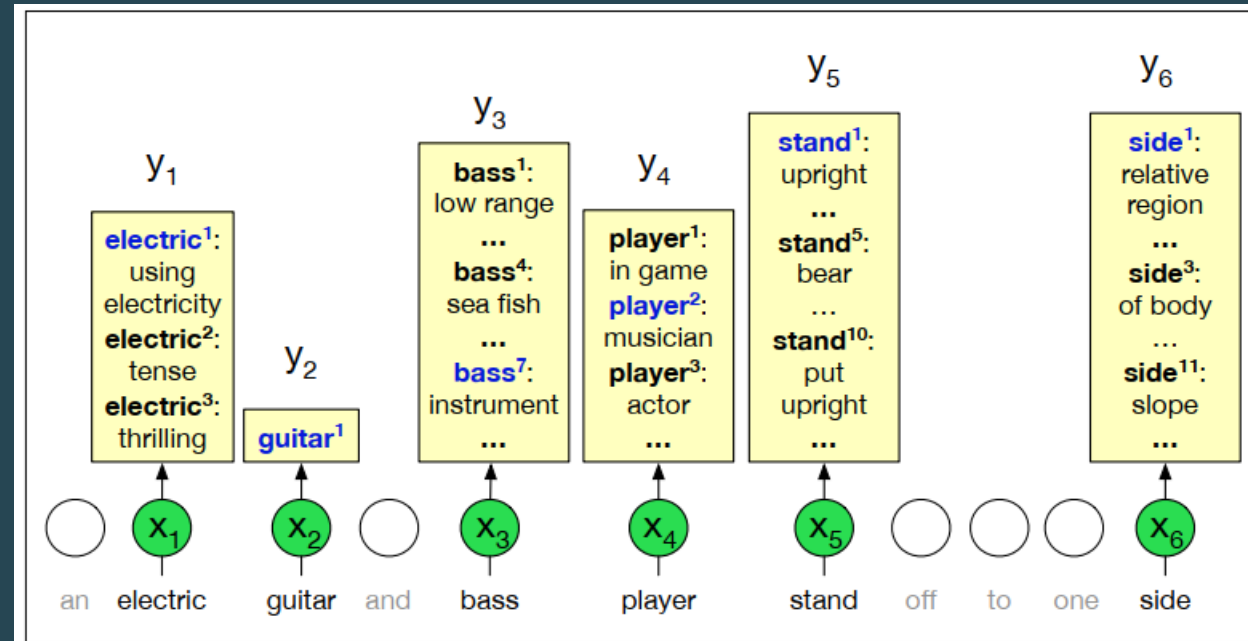 y1
electric1:
using
electricity
electric2:
tense
electric3:
thrilling
y2
guitar1
y3
bass1:
low range
...
bass4:
sea fish
...
bass7:
instrument
...
y4
player1:
in game
player2:
musician
player3:
actor
...
y5
stand1:
upright
...
stand5:
bear
...
stand10:
put
upright
...
y6
side1:
relative
region
...
side3:
of body
...
side11:
slope
...
x1 x2 x3 x4 x5 x6
an electric guitar and bass player stand off to one side